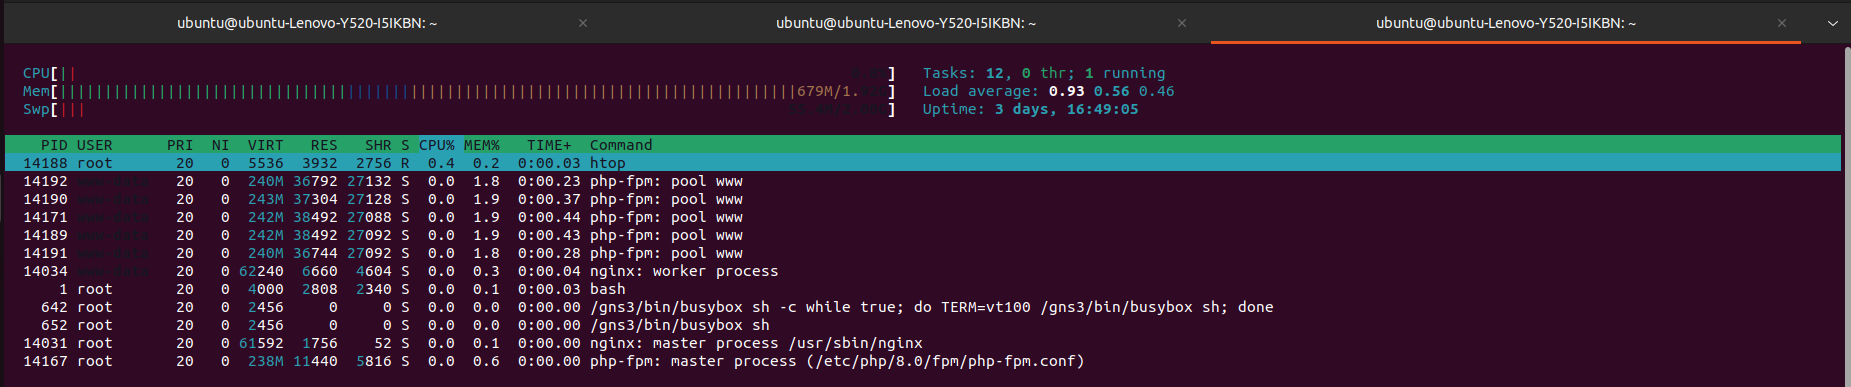 ubuntu@ubuntu-Lenovo-Y520-I5IKBN: ~ × ubuntu@ubuntu-Lenovo-Y520-I5IKBN: ~ × ubuntu@ubuntu-Lenovo-Y520-I5IKBN: ~ ×
CPU[|| ] Tasks: 12, 0 thr; 1 running
Mem[||||||||||||||||||||||||||||||||||||||||||||||||||||||||||||||||||||||||||||||||||679M/1. ] Load average: 0.93 0.56 0.46
Swp[||| ] Uptime: 3 days, 16:49:05
PID USER PRI NI VIRT RES SHR S CPU% MEM% TIME+ Command
14188 root 20 0 5536 3932 2756 R 0.4 0.2 0:00.03 htop
14192 20 0 240M 36792 27132 S 0.0 1.8 0:00.23 php-fpm: pool www
14190 20 0 243M 37304 27128 S 0.0 1.9 0:00.37 php-fpm: pool www
14171 20 0 242M 38492 27088 S 0.0 1.9 0:00.44 php-fpm: pool www
14189 20 0 242M 38492 27092 S 0.0 1.9 0:00.43 php-fpm: pool www
14191 20 0 240M 36744 27092 S 0.0 1.8 0:00.28 php-fpm: pool www
14034 20 0 62240 6660 4604 S 0.0 0.3 0:00.04 nginx: worker process
1 root 20 0 4000 2808 2340 S 0.0 0.1 0:00.03 bash
642 root 20 0 2456 0 0 S 0.0 0.0 0:00.00 /gns3/bin/busybox sh -c while true; do TERM=vt100 /gns3/bin/busybox sh; done
652 root 20 0 2456 0 0 S 0.0 0.0 0:00.00 /gns3/bin/busybox sh
14031 root 20 0 61592 1756 52 S 0.0 0.1 0:00.00 nginx: master process /usr/sbin/nginx
14167 root 20 0 238M 11440 5816 S 0.0 0.6 0:00.00 php-fpm: master process (/etc/php/8.0/fpm/php-fpm.conf)